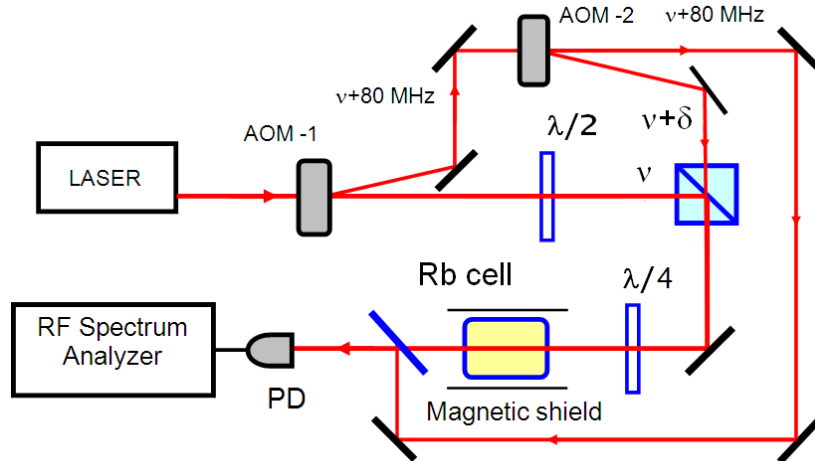 AOM -2
ν+80 MHz
ν+80 MHz
AOM -1
λ/2
ν+δ
LASER
ν
Rb cell
λ/4
RF Spectrum
Analyzer
PD
Magnetic shield